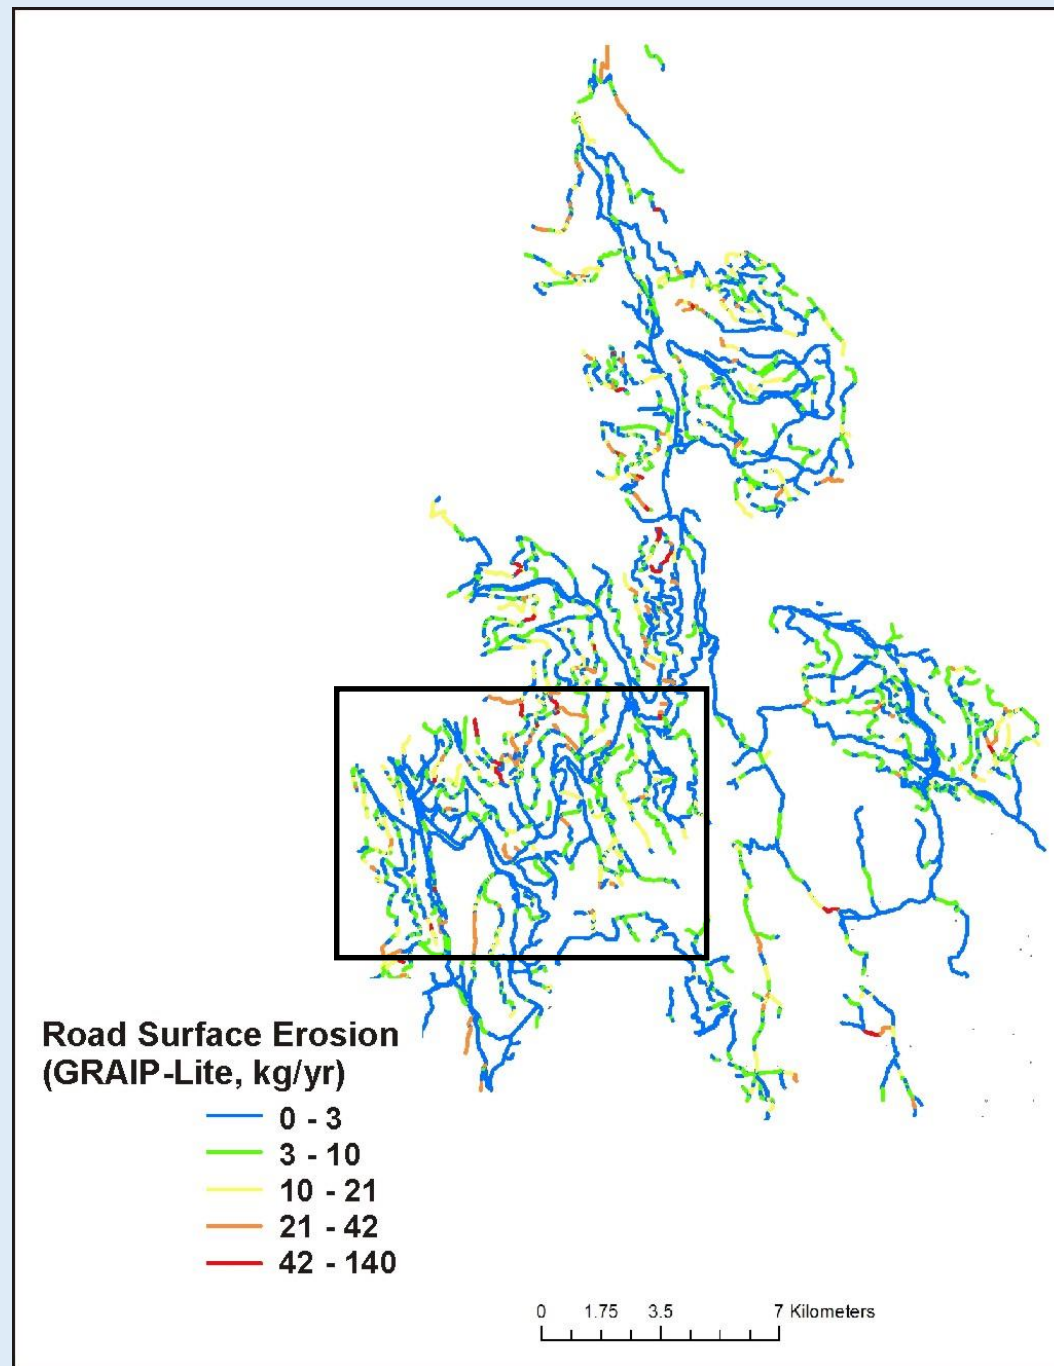 Road Surface Erosion
(GRAIP-Lite, kg/yr)
0 - 3
3 - 10
10 - 21
21 - 42
42 - 140
0 1.75 3.5 7 Kilometers